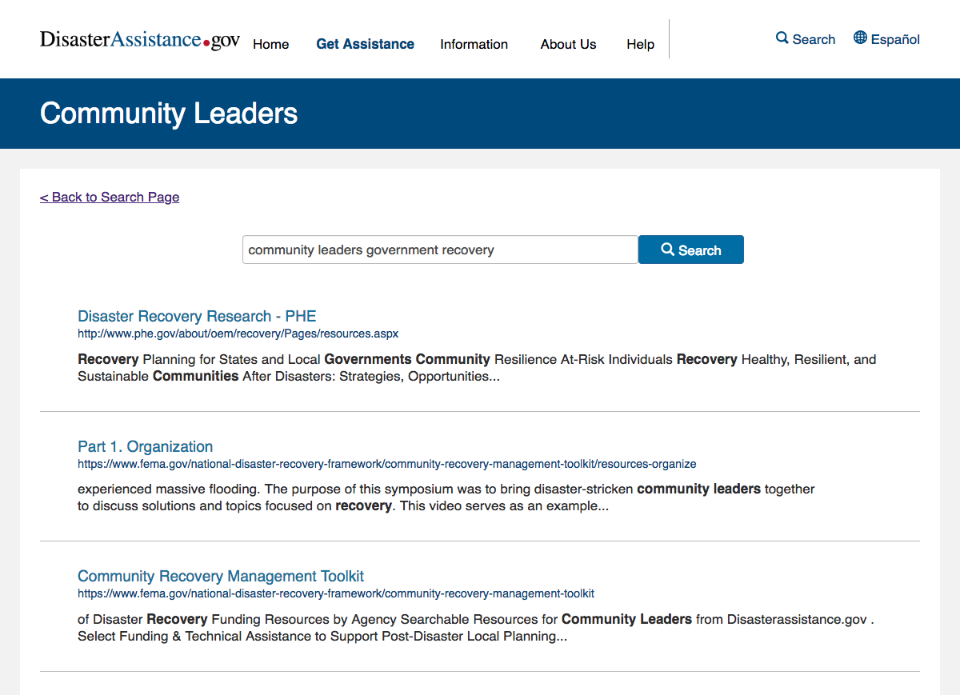 DisasterAssistance.gov Home Get Assistance Information About Us Help Search Español
Community Leaders
< Back to Search Page
community leaders government recovery Search
Disaster Recovery Research - PHE
http://www.phe.gov/about/oem/recovery/Pages/resources.aspx
Recovery Planning for States and Local Governments Community Resilience At-Risk Individuals Recovery Healthy, Resilient, and
Sustainable Communities After Disasters: Strategies, Opportunities...
Part 1. Organization
https://www.fema.gov/national-disaster-recovery-framework/community-recovery-management-toolkit/resources-organize
experienced massive flooding. The purpose of this symposium was to bring disaster-stricken community leaders together
to discuss solutions and topics focused on recovery. This video serves as an example...
Community Recovery Management Toolkit
https://www.fema.gov/national-disaster-recovery-framework/community-recovery-management-toolkit
of Disaster Recovery Funding Resources by Agency Searchable Resources for Community Leaders from Disasterassistance.gov .
Select Funding & Technical Assistance to Support Post-Disaster Local Planning...